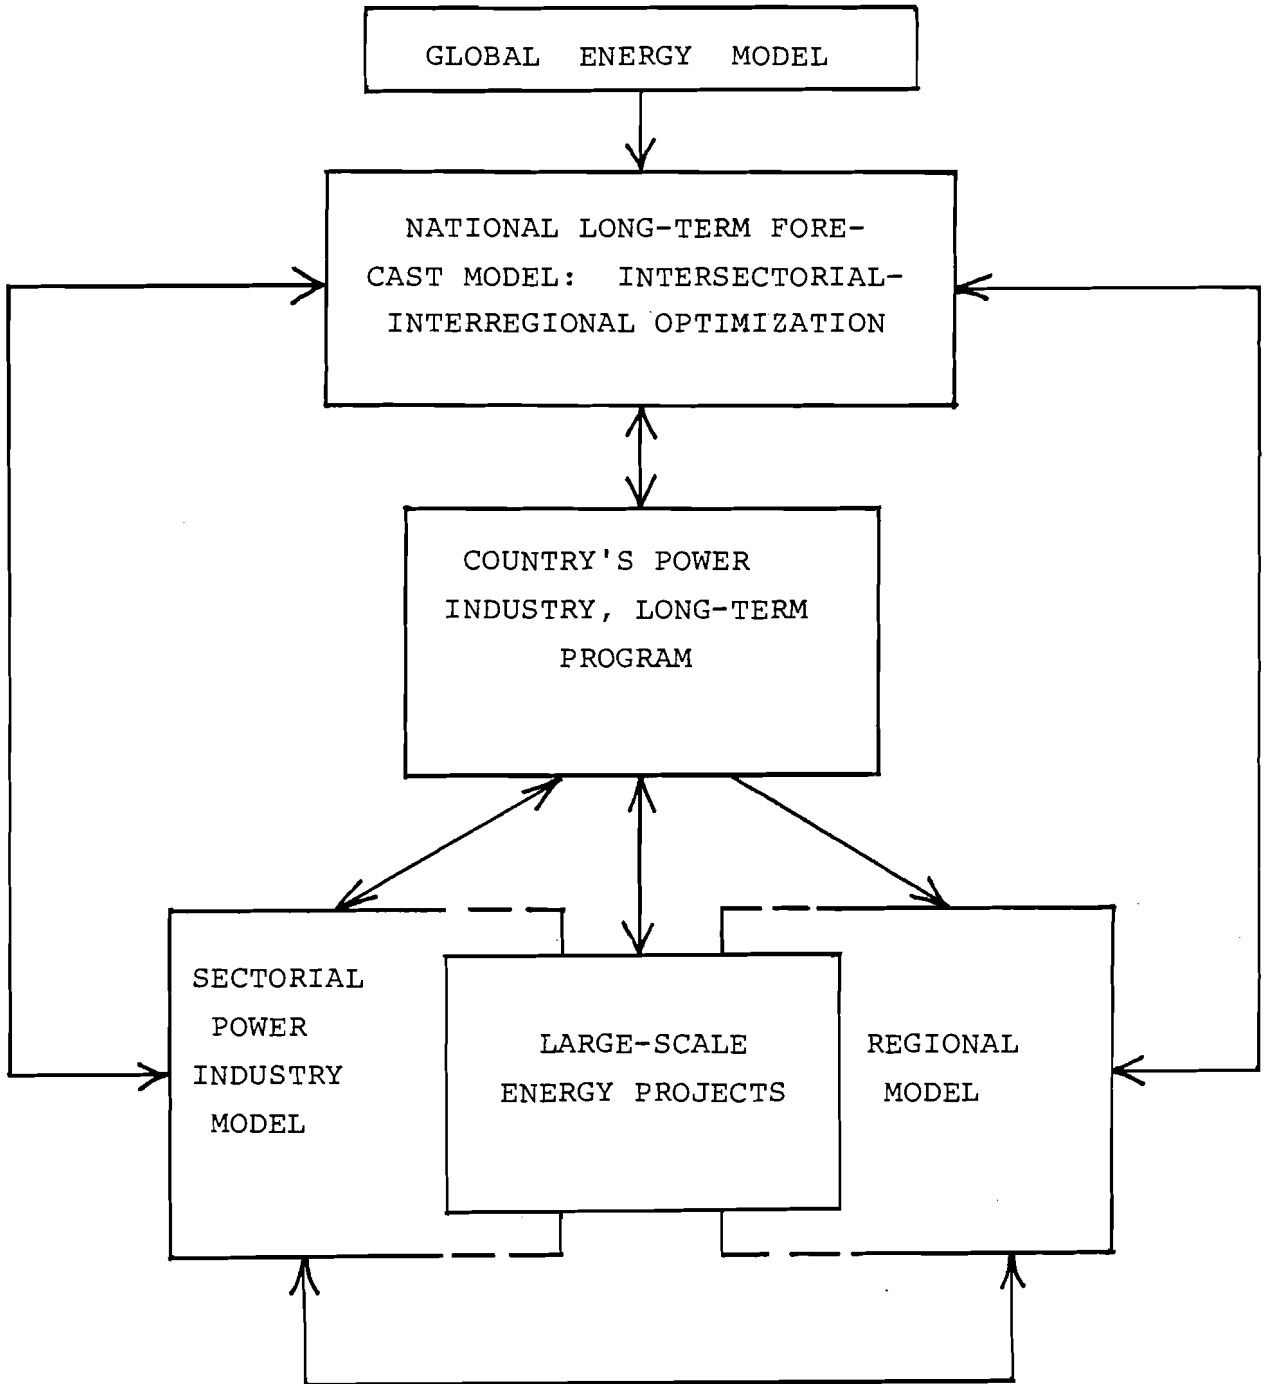 GLOBAL ENERGY MODEL
NATIONAL LONG-TERM FORE-
CAST MODEL: INTERSECTORIAL-
INTERREGIONAL OPTIMIZATION
COUNTRY'S POWER
INDUSTRY, LONG-TERM
PROGRAM
SECTORIAL
POWER
INDUSTRY
MODEL
LARGE-SCALE
ENERGY PROJECTS
REGIONAL
MODEL